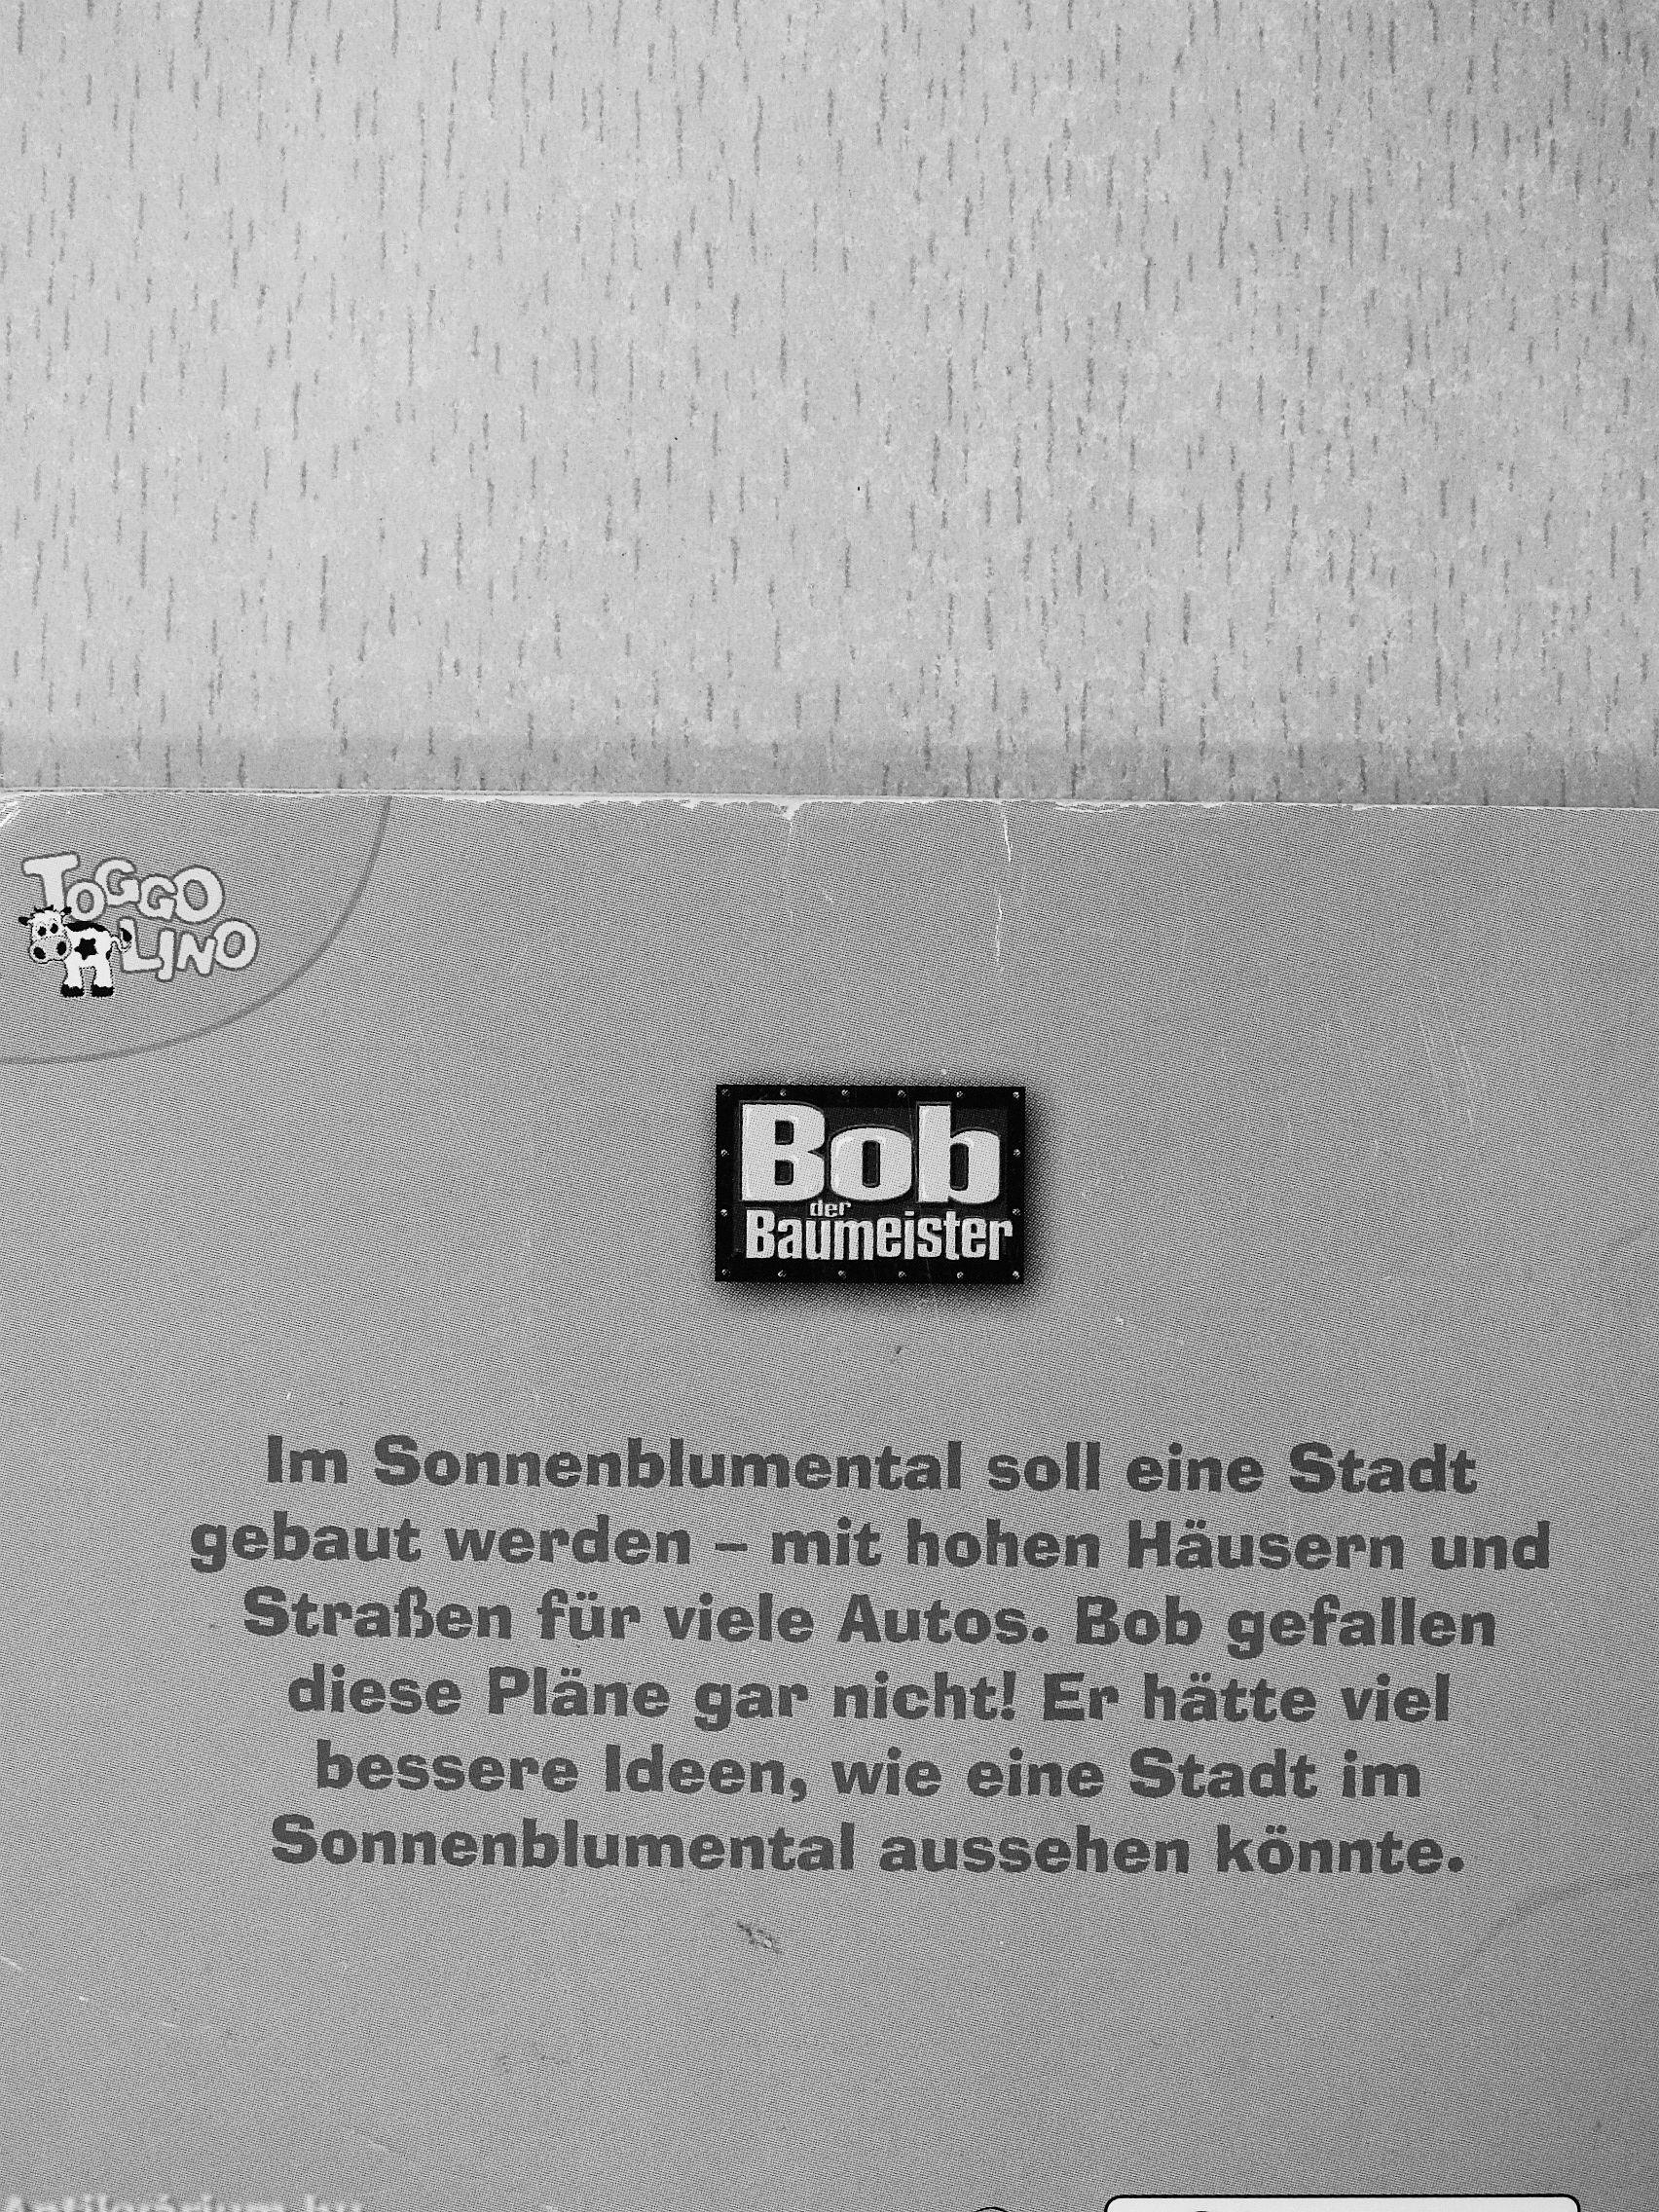 TOGGO
LINO
Bob
der
Baumeister
Im Sonnenblumental soll eine Stadt
gebaut werden – mit hohen Häusern und
Straßen für viele Autos. Bob gefallen
diese Pläne gar nicht! Er hätte viel
bessere Ideen, wie eine Stadt im
Sonnenblumental aussehen könnte.